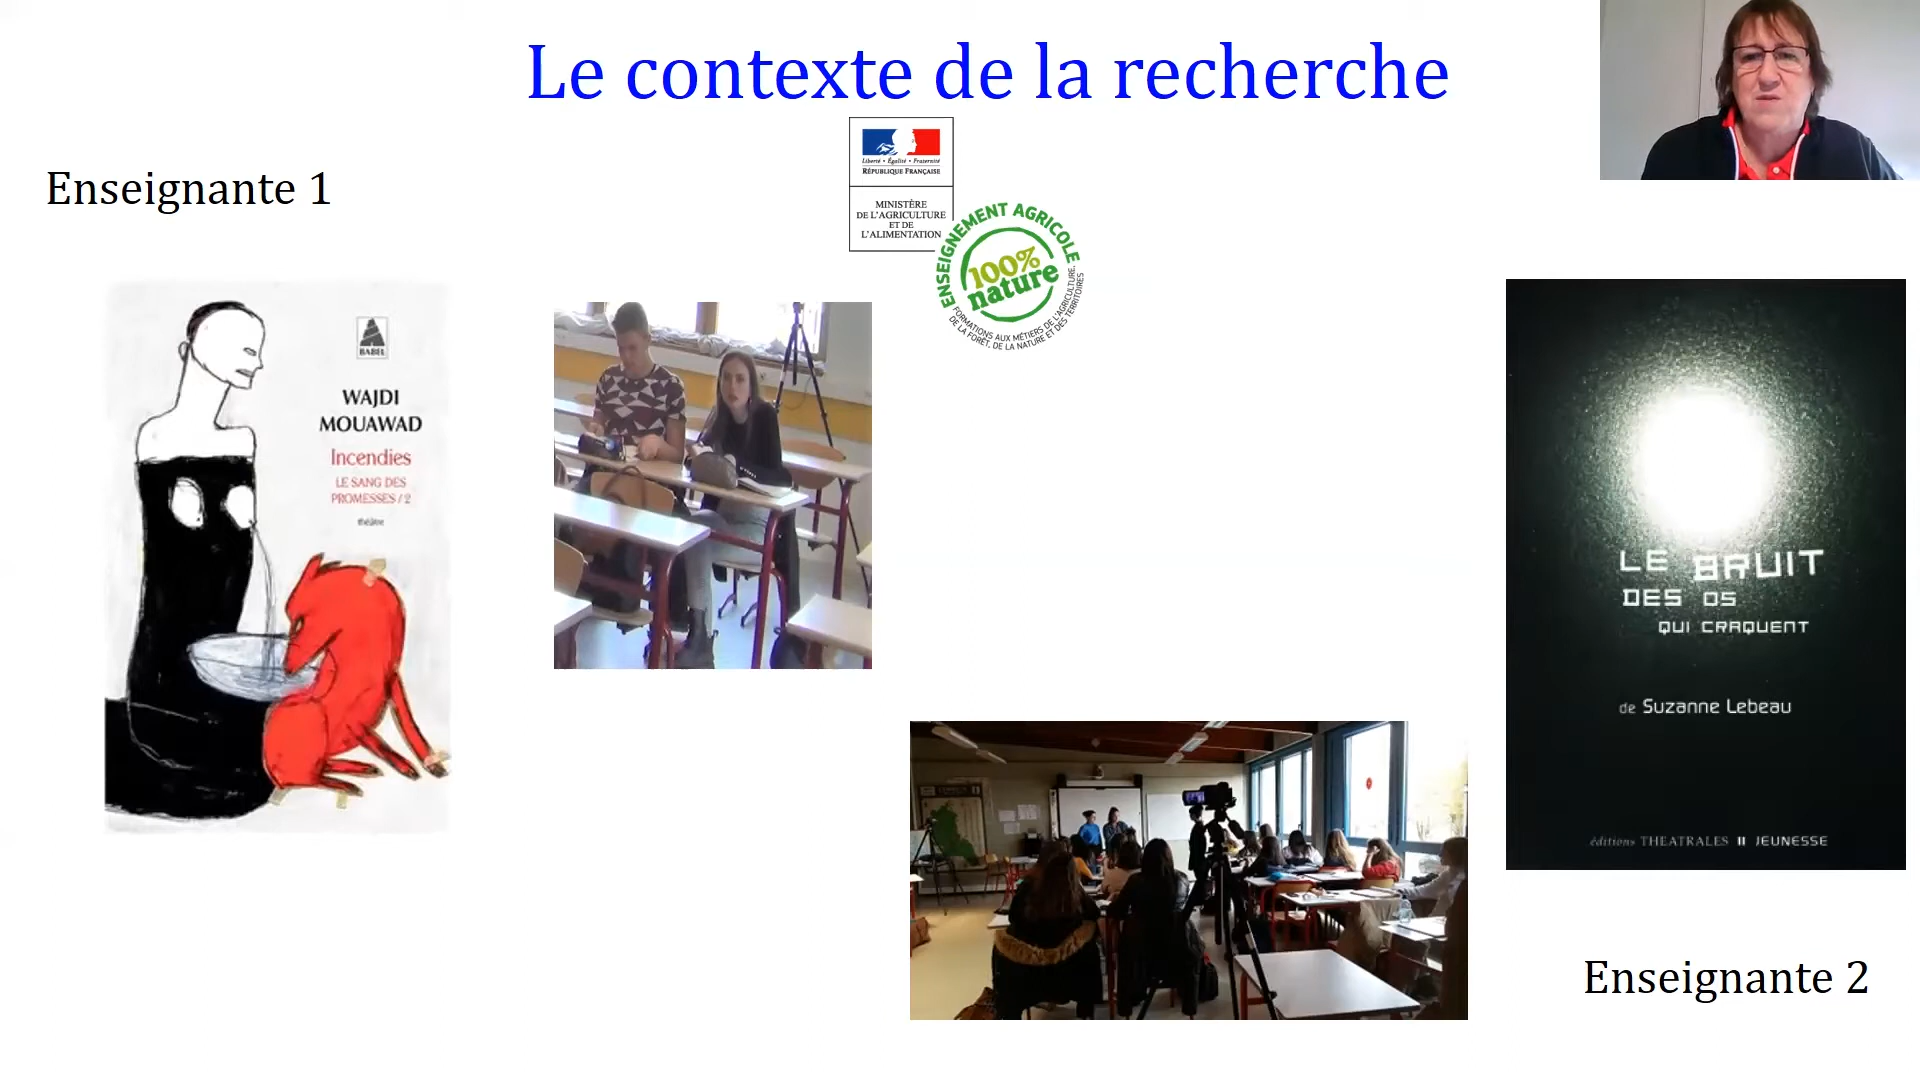 Le contexte de la recherche
Enseignante 1
Liberté • Égalité • Fraternité
RÉPUBLIQUE FRANÇAISE
MINISTÈRE
DE L'AGRICULTURE
ET DE
L'ALIMENTATION
ENSEIGNEMENT AGRICOLE
100%
nature
FORMATIONS AUX MÉTIERS DE L'AGRICULTURE,
DE LA FORÊT, DE LA NATURE ET DES TERRITOIRES
BABEL
WAJDI
MOUAWAD
Incendies
LE SANG DES
PROMESSES / 2
théâtre
LE BRUIT
DES OS
QUI CRAQUENT
de Suzanne Lebeau
éditions THEATRALES II JEUNESSE
Enseignante 2